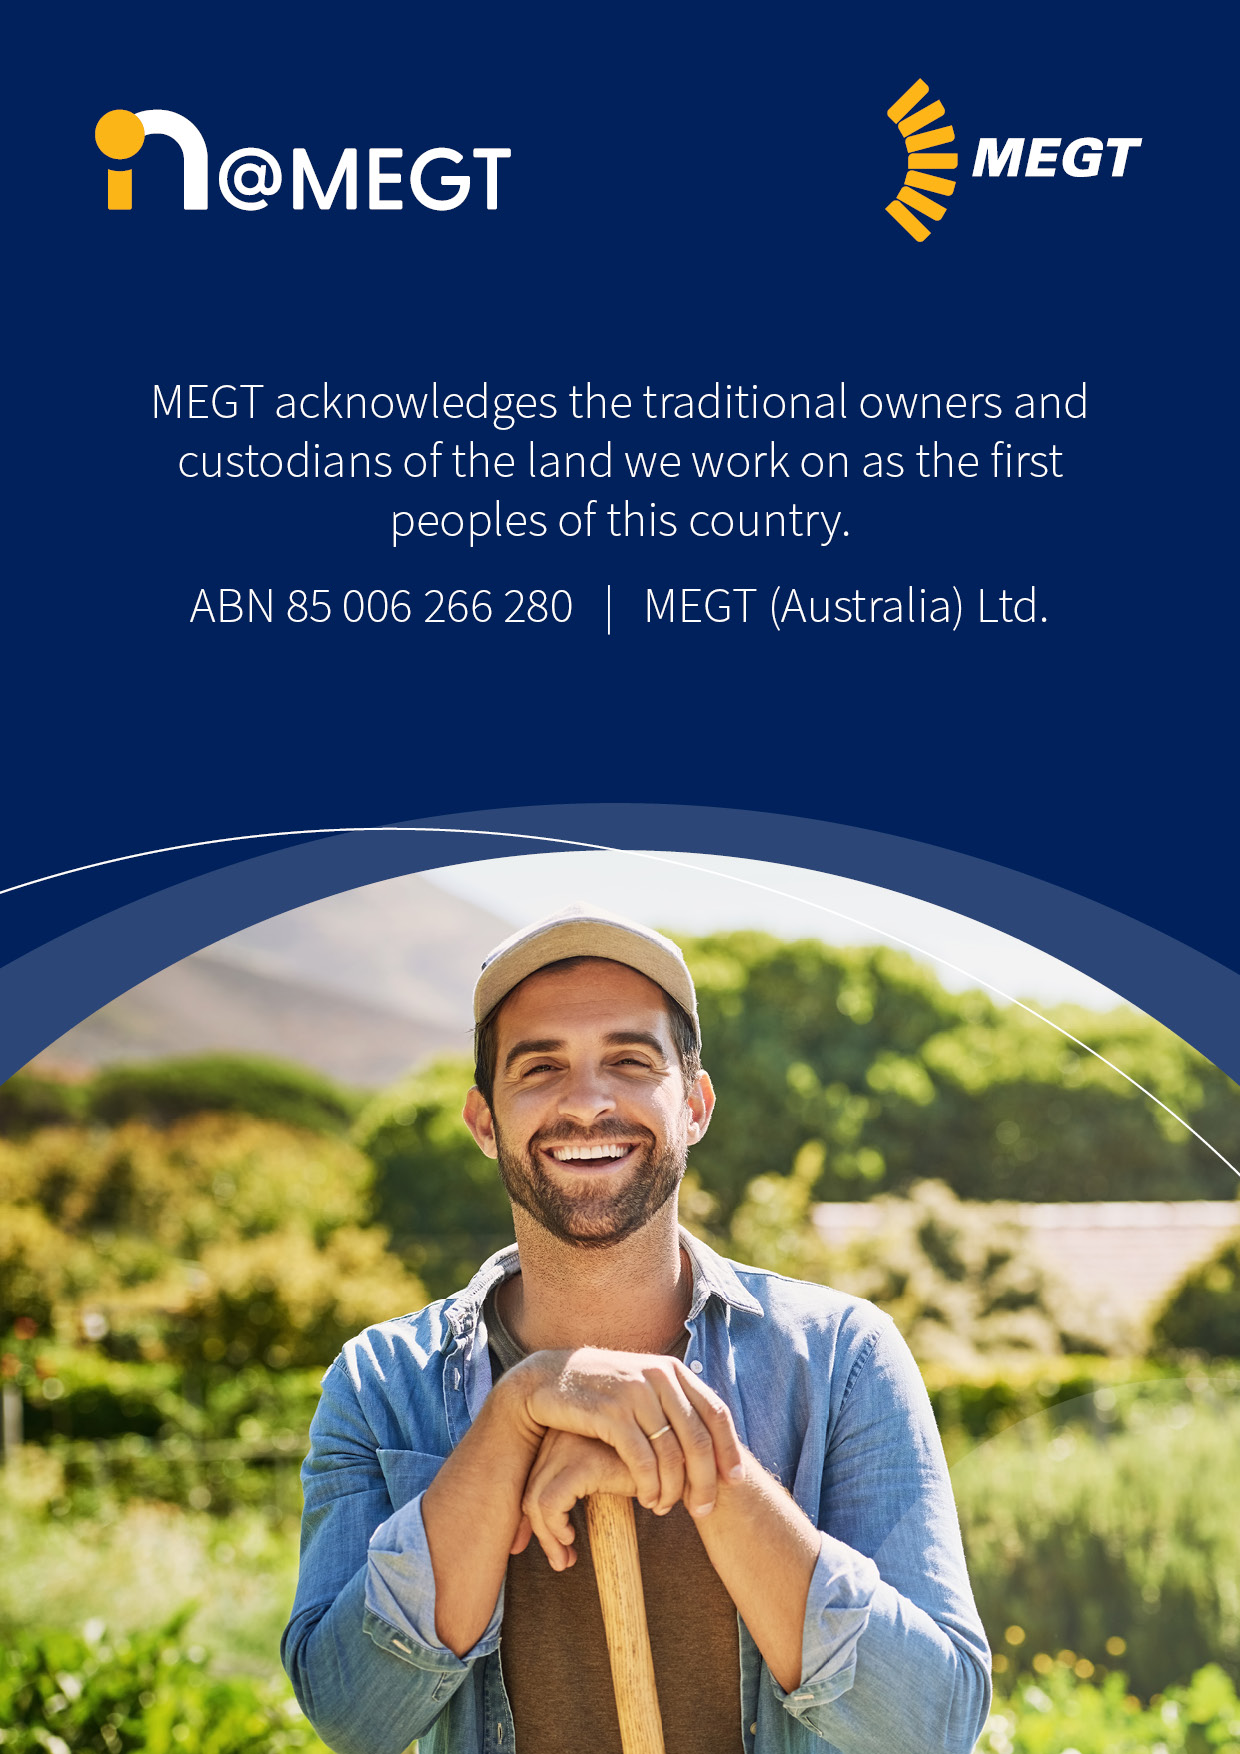 in@MEGT
MEGT
MEGT acknowledges the traditional owners and
custodians of the land we work on as the first
peoples of this country.
ABN 85 006 266 280 | MEGT (Australia) Ltd.